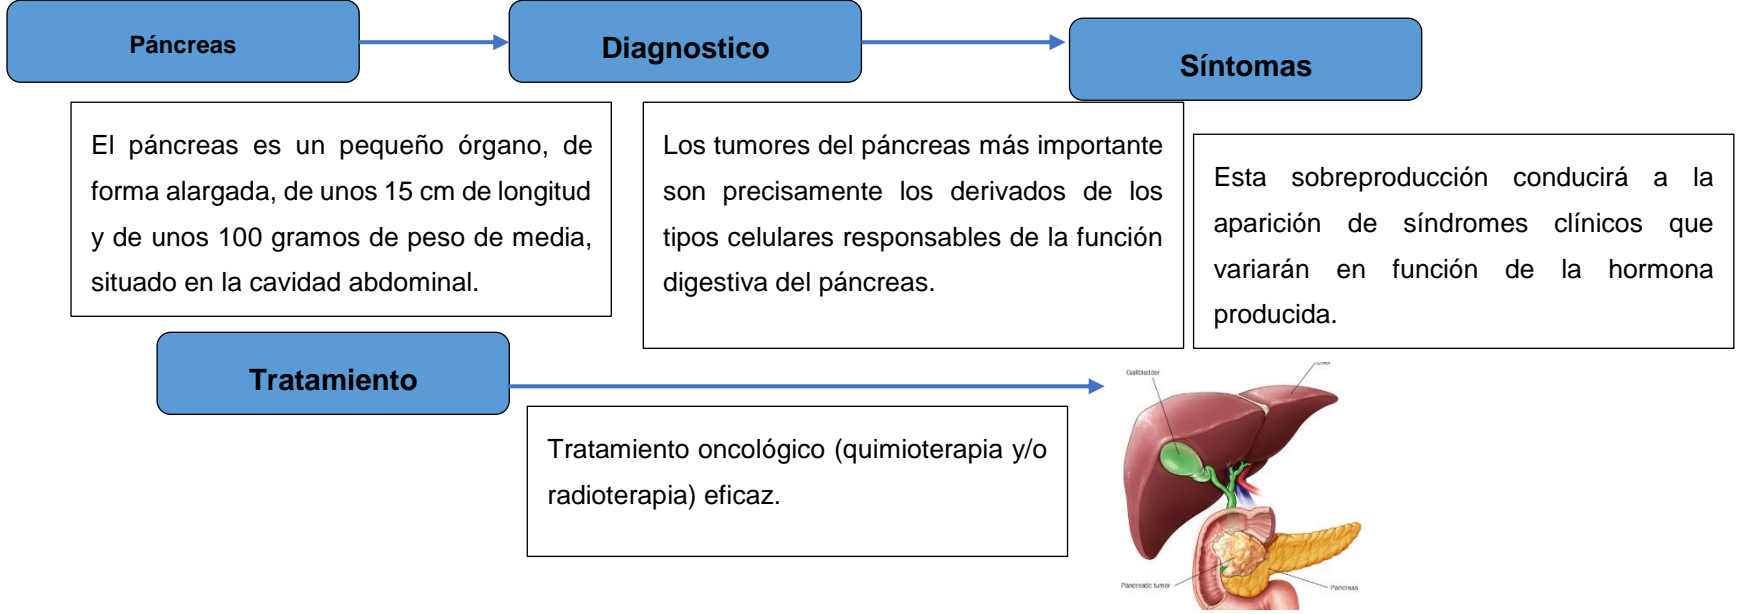 Páncreas
Diagnostico
Síntomas
El páncreas es un pequeño órgano, de
forma alargada, de unos 15 cm de longitud
y de unos 100 gramos de peso de media,
situado en la cavidad abdominal.
Los tumores del páncreas más importante
son precisamente los derivados de los
tipos celulares responsables de la función
digestiva del páncreas.
Esta sobreproducción conducirá a la
aparición de síndromes clínicos que
variarán en función de la hormona
producida.
Tratamiento
Tratamiento oncológico (quimioterapia y/o
radioterapia) eficaz.
Gallbladder
Pancreatic tumor
Pancreas